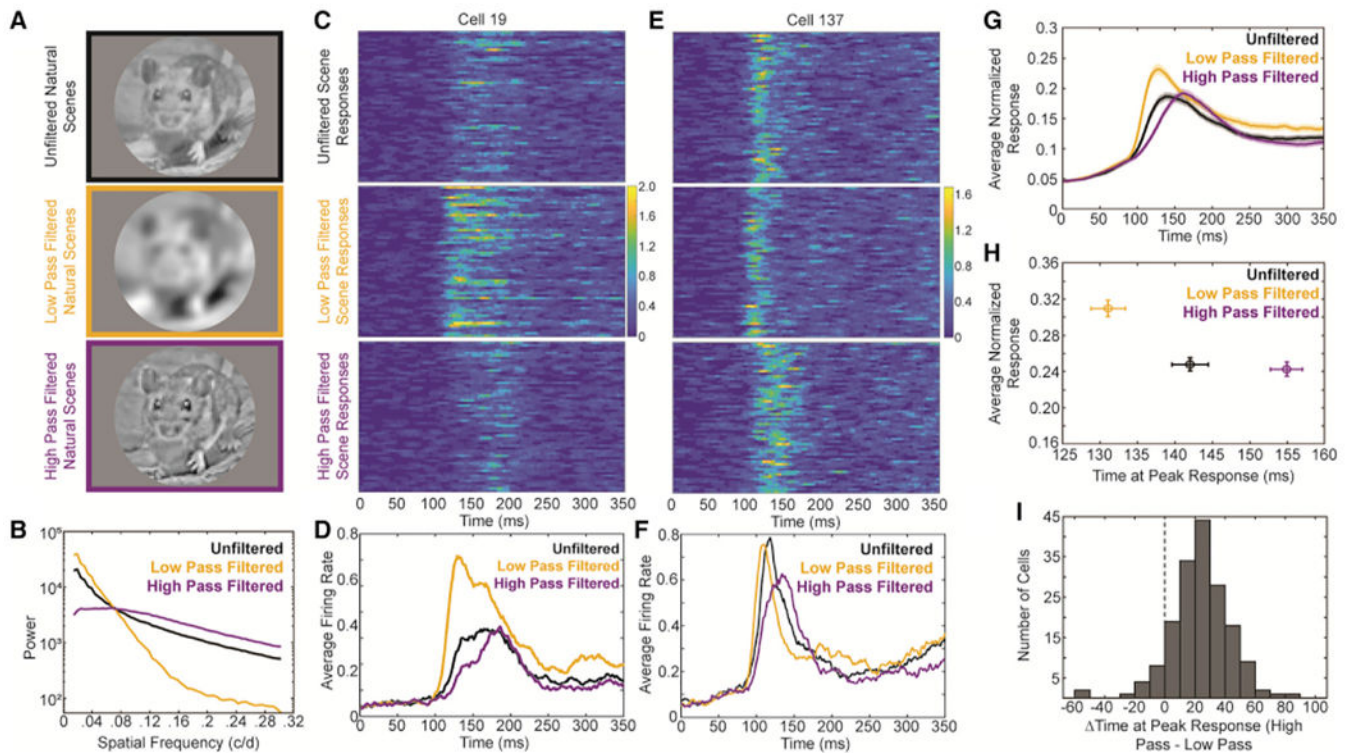 A
Unfiltered Natural
Scenes
Low Pass Filtered
Natural Scenes
High Pass Filtered
Natural Scenes
B
10⁵
10⁴
10³
10²
Power
Unfiltered
Low Pass Filtered
High Pass Filtered
0 .04 .08 .12 .16 .2 .24 .28 .32
Spatial Frequency (c/d)
C
Cell 19
Unfiltered Scene
Responses
Low Pass Filtered
Scene Responses
High Pass Filtered
Scene Responses
2.0
1.6
1.2
0.8
0.4
0
0 50 100 150 200 250 300 350
Time (ms)
D
Average Firing Rate
0.8
0.6
0.4
0.2
0
Unfiltered
Low Pass Filtered
High Pass Filtered
0 50 100 150 200 250 300 350
Time (ms)
E
Cell 137
1.6
1.2
0.8
0.4
0
0 50 100 150 200 250 300 350
Time (ms)
F
Average Firing Rate
0.8
0.6
0.4
0.2
0
Unfiltered
Low Pass Filtered
High Pass Filtered
0 50 100 150 200 250 300 350
Time (ms)
G
Average Normalized
Response
0.3
0.25
0.2
0.15
0.1
0.05
0
Unfiltered
Low Pass Filtered
High Pass Filtered
0 50 100 150 200 250 300 350
Time (ms)
H
Average Normalized
Response
0.36
0.32
0.28
0.24
0.20
0.16
Unfiltered
Low Pass Filtered
High Pass Filtered
125 130 135 140 145 150 155 160
Time at Peak Response (ms)
I
Number of Cells
45
35
25
15
5
-60 -40 -20 0 20 40 60 80 100
ΔTime at Peak Response (High
Pass - Low Pass